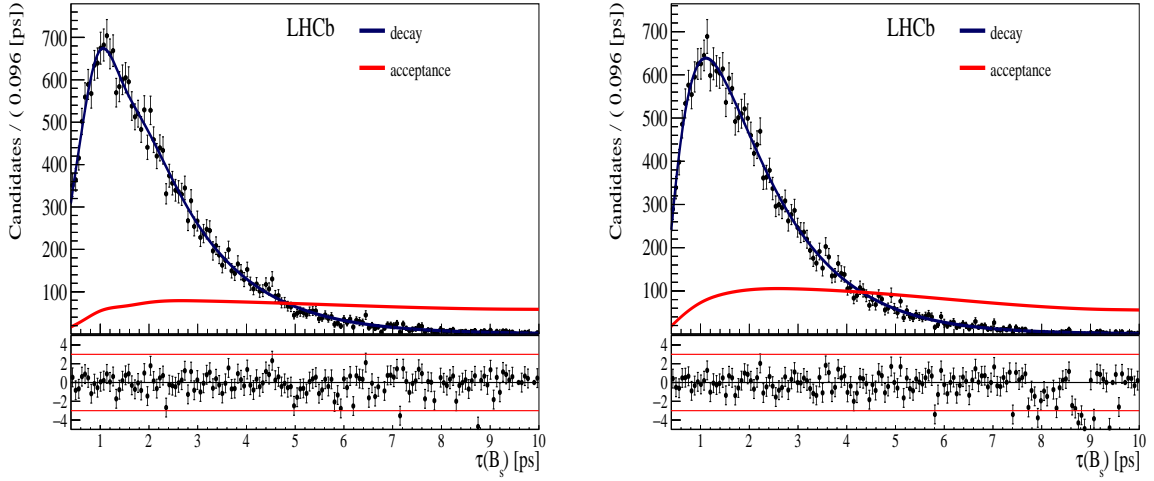 LHCb
decay
acceptance
Candidates / ( 0.096 [ps] )
700
600
500
400
300
200
100
4
2
0
−2
−4
1 2 3 4 5 6 7 8 9 10
τ(B_s) [ps]
LHCb
decay
acceptance
Candidates / ( 0.096 [ps] )
700
600
500
400
300
200
100
4
2
0
−2
−4
1 2 3 4 5 6 7 8 9 10
τ(B_s) [ps]